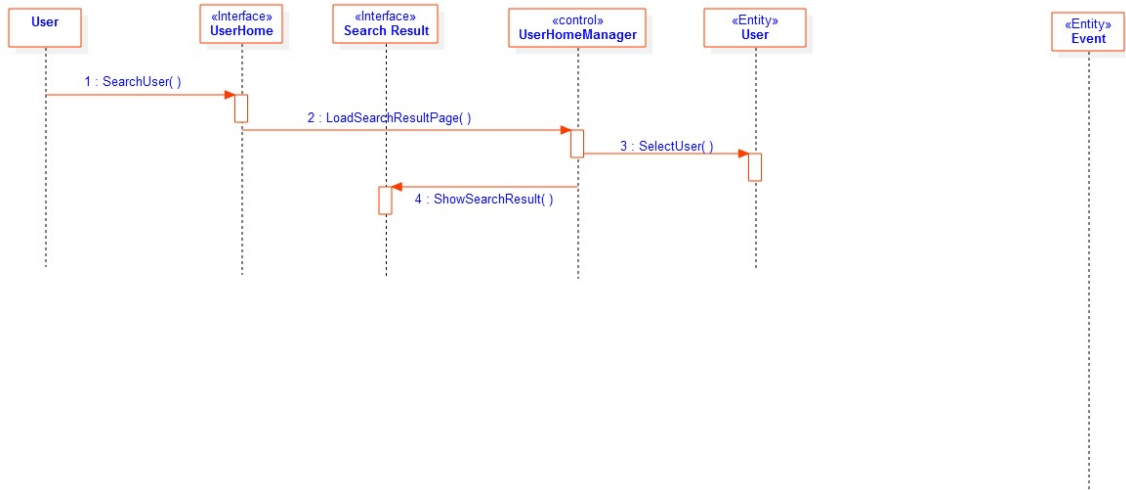 User
«Interface»
UserHome
«Interface»
Search Result
«control»
UserHomeManager
«Entity»
User
«Entity»
Event
1 : SearchUser( )
2 : LoadSearchResultPage( )
3 : SelectUser( )
4 : ShowSearchResult( )